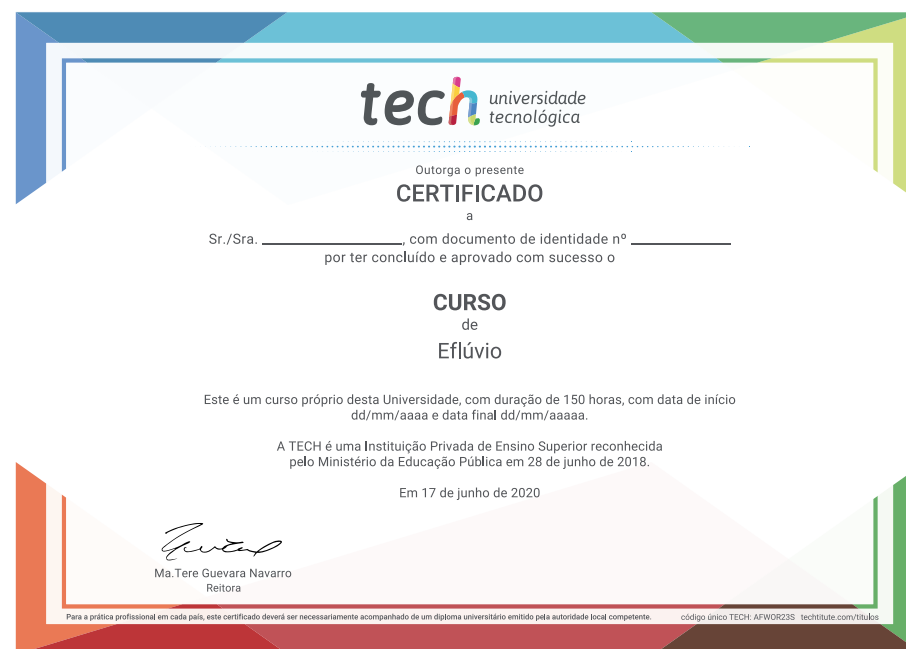 tech universidade
tecnológica
Outorga o presente
CERTIFICADO
a
Sr./Sra. ________________, com documento de identidade nº ____________
por ter concluído e aprovado com sucesso o
CURSO
de
Eflúvio
Este é um curso próprio desta Universidade, com duração de 150 horas, com data de início
dd/mm/aaaa e data final dd/mm/aaaaa.
A TECH é uma Instituição Privada de Ensino Superior reconhecida
pelo Ministério da Educação Pública em 28 de junho de 2018.
Em 17 de junho de 2020
Ma.Tere Guevara Navarro
Reitora
Para a prática profissional em cada país, este certificado deverá ser necessariamente acompanhado de um diploma universitário emitido pela autoridade local competente. código único TECH: AFWOR23S techtitute.com/titulos